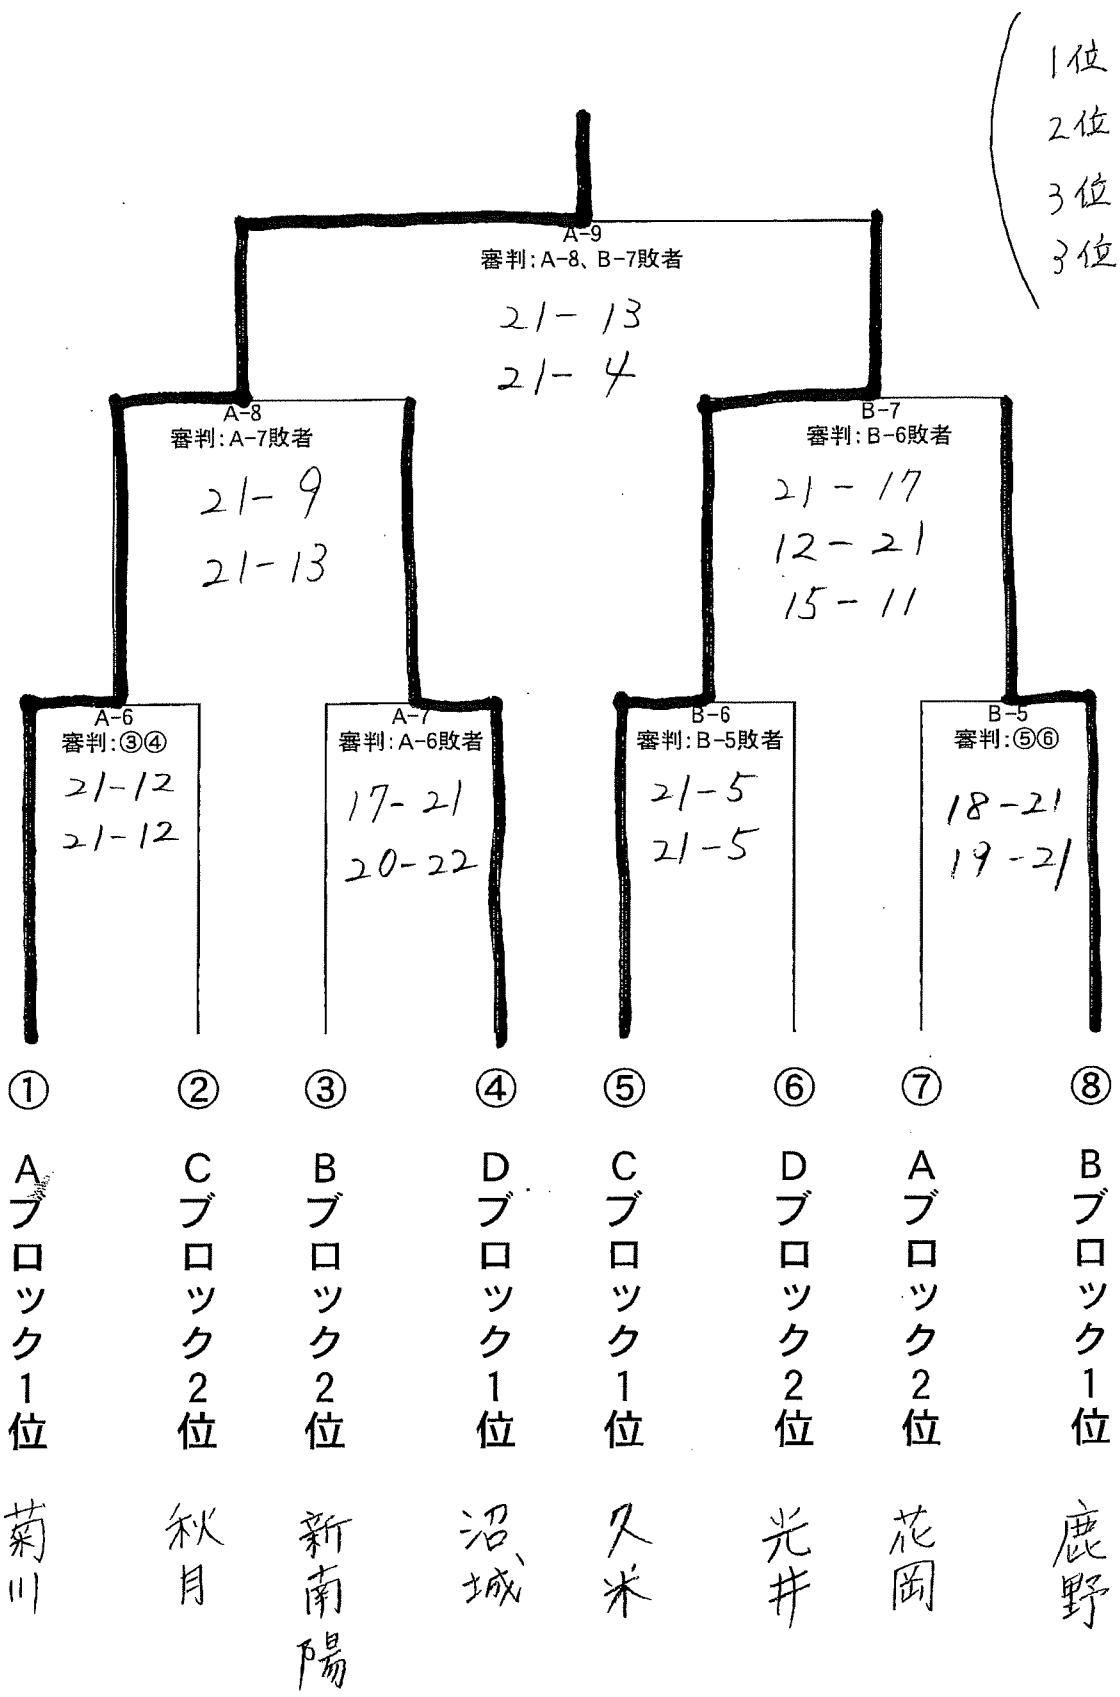 1位
2位
3位
3位
A-9
審判:A-8、B-7敗者
21-13
21-4
A-8
審判:A-7敗者
21-9
21-13
B-7
審判:B-6敗者
21-17
12-21
15-11
A-6
審判:③④
21-12
21-12
A-7
審判:A-6敗者
17-21
20-22
B-6
審判:B-5敗者
21-5
21-5
B-5
審判:⑤⑥
18-21
19-21
①
Aブロック1位
菊川
②
Cブロック2位
秋月
③
Bブロック2位
新南陽
④
Dブロック1位
沼城
⑤
Cブロック1位
久米
⑥
Dブロック2位
光井
⑦
Aブロック2位
花岡
⑧
Bブロック1位
鹿野